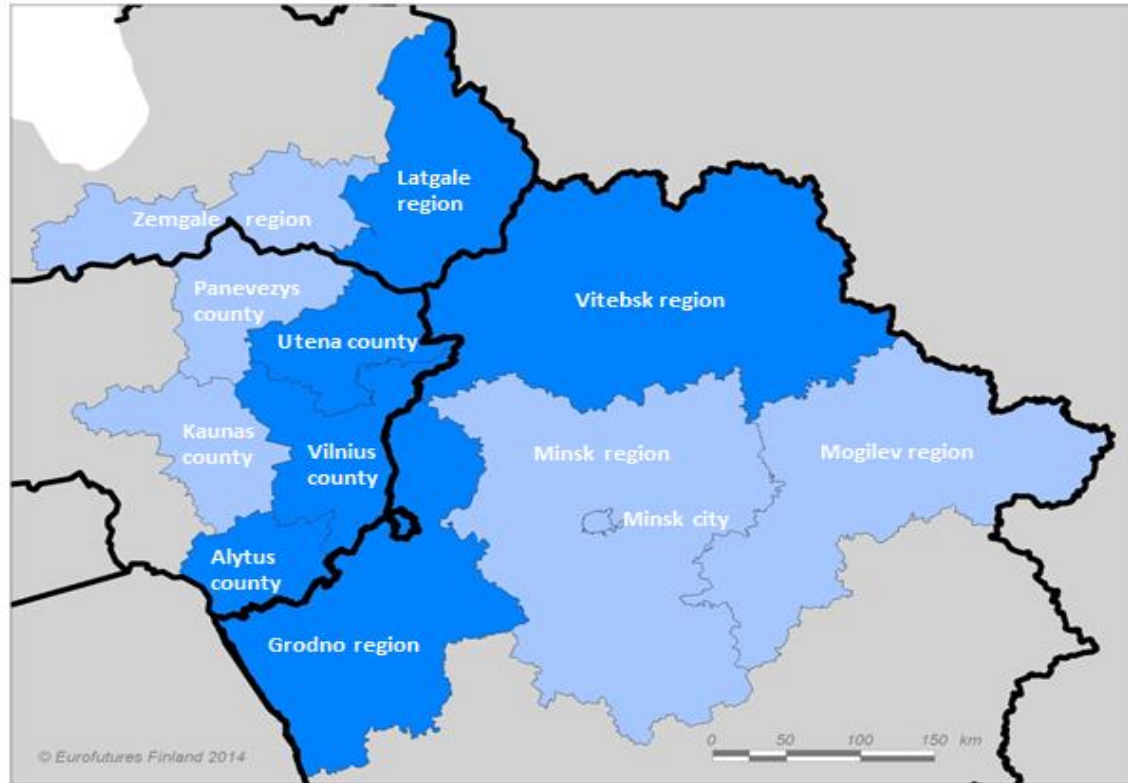 Latgale
region
Zemgale region
Panevezys
county
Vitebsk region
Utena county
Kaunas
county
Vilnius
county
Minsk region
Mogilev region
Minsk city
Alytus
county
Grodno region
© Eurofutures Finland 2014
0 50 100 150 km